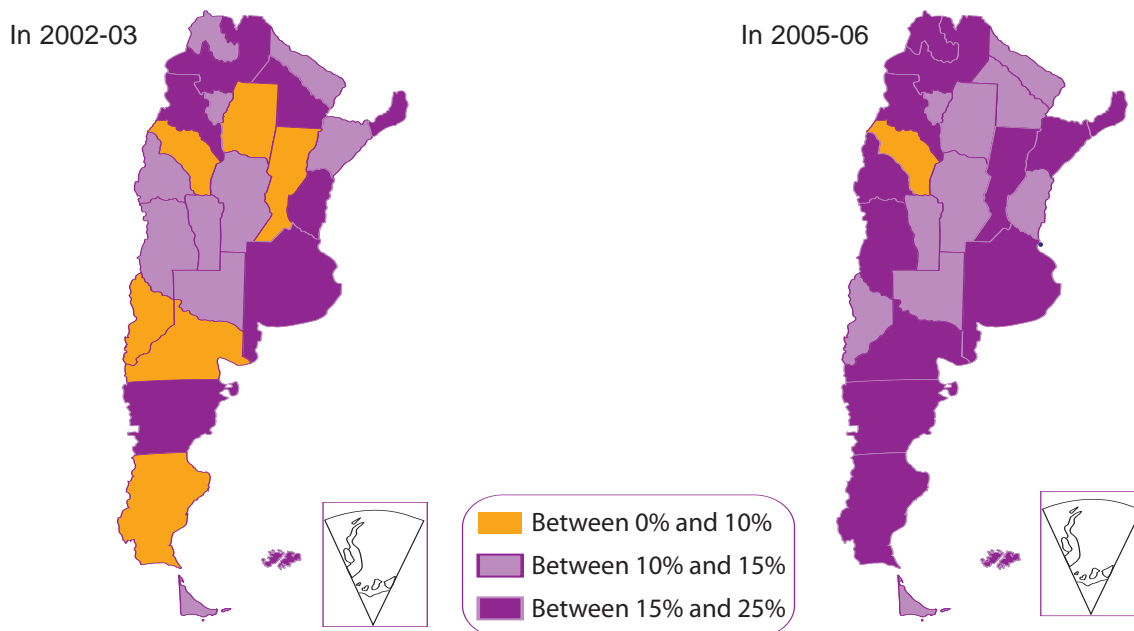 In 2002-03
In 2005-06
Between 0% and 10%
Between 10% and 15%
Between 15% and 25%